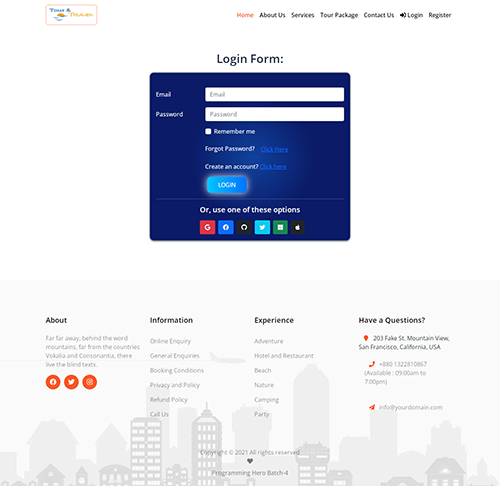 Tour &
Travel
Home About Us Services Tour Package Contact Us Login Register
Login Form:
Email Email
Password Password
Remember me
Forgot Password? Click Here
Create an account? Click here
LOGIN
Or, use one of these options
About
Far far away, behind the word
mountains, far from the countries
Vokalia and Consonantia, there
live the blind texts.
Information
Online Enquiry
General Enquiries
Booking Conditions
Privacy and Policy
Refund Policy
Call Us
Experience
Adventure
Hotel and Restaurant
Beach
Nature
Camping
Party
Have a Questions?
203 Fake St. Mountain View,
San Francisco, California, USA
+880 1322810867
(Available : 09:00am to
7:00pm)
info@yourdomain.com
Copyright © 2021 All rights reserved
Programming Hero Batch-4